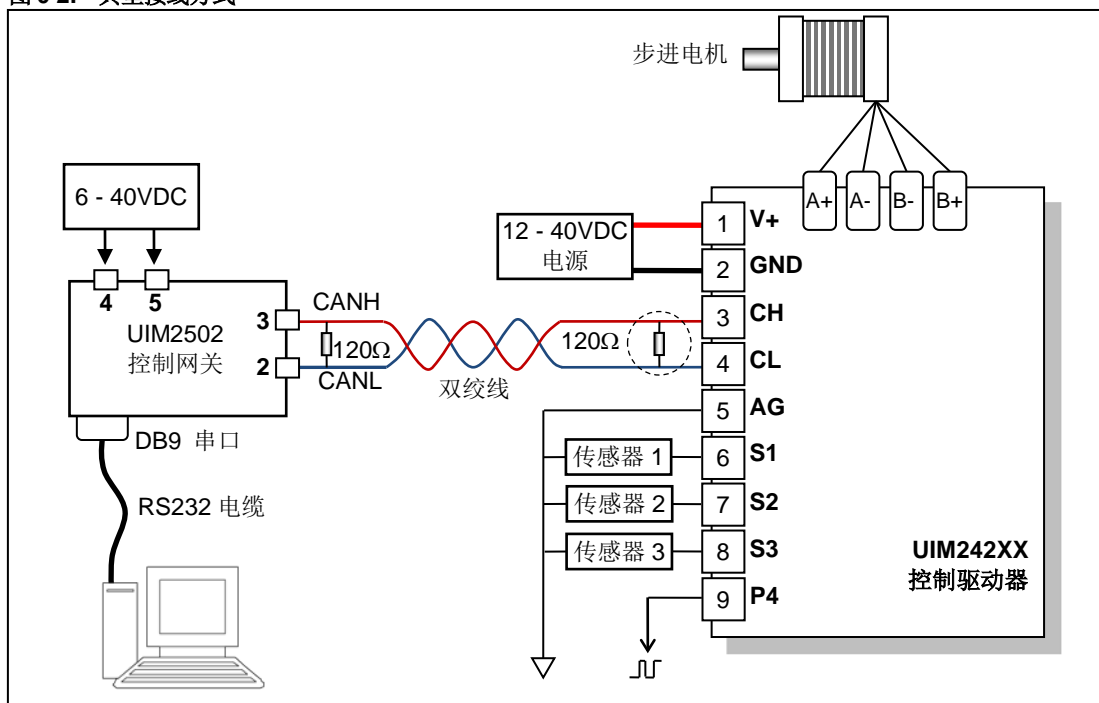 步进电机
A+ A- B- B+
6 - 40VDC
4 5
UIM2502
控制网关
3
2
DB9 串口
RS232 电缆
CANH
120Ω
CANL
双绞线
120Ω
12 - 40VDC
电源
1 V+
2 GND
3 CH
4 CL
5 AG
传感器 1 6 S1
传感器 2 7 S2
传感器 3 8 S3
9 P4
UIM242XX
控制驱动器